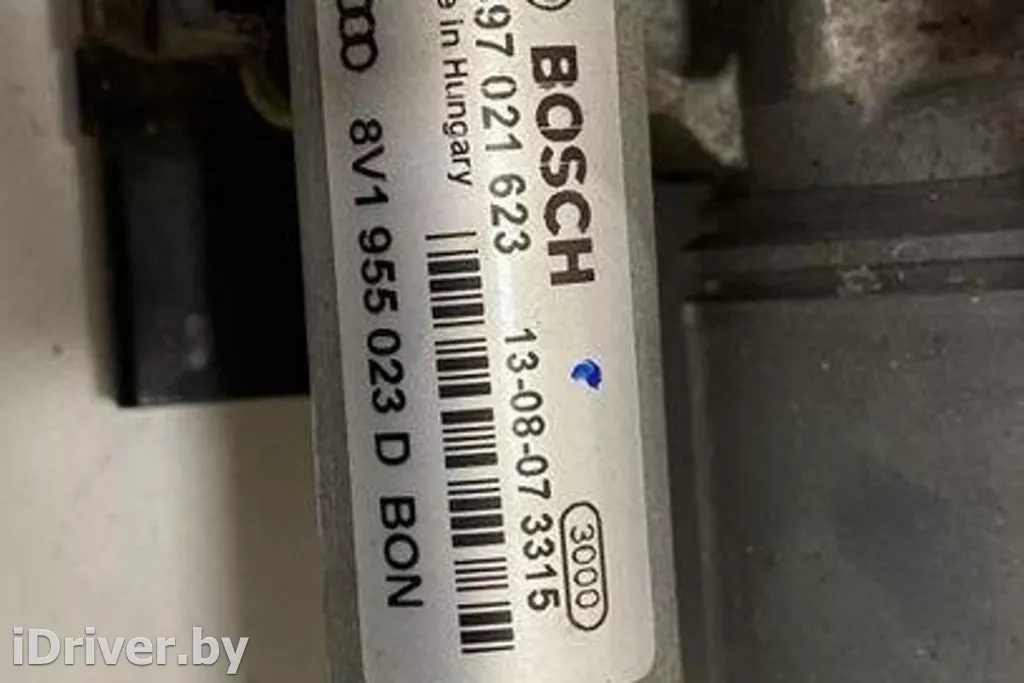 BOSCH
97 021 623 13-08-07 3315
3000
in Hungary
8V1 955 023 D BON
iDriver.by